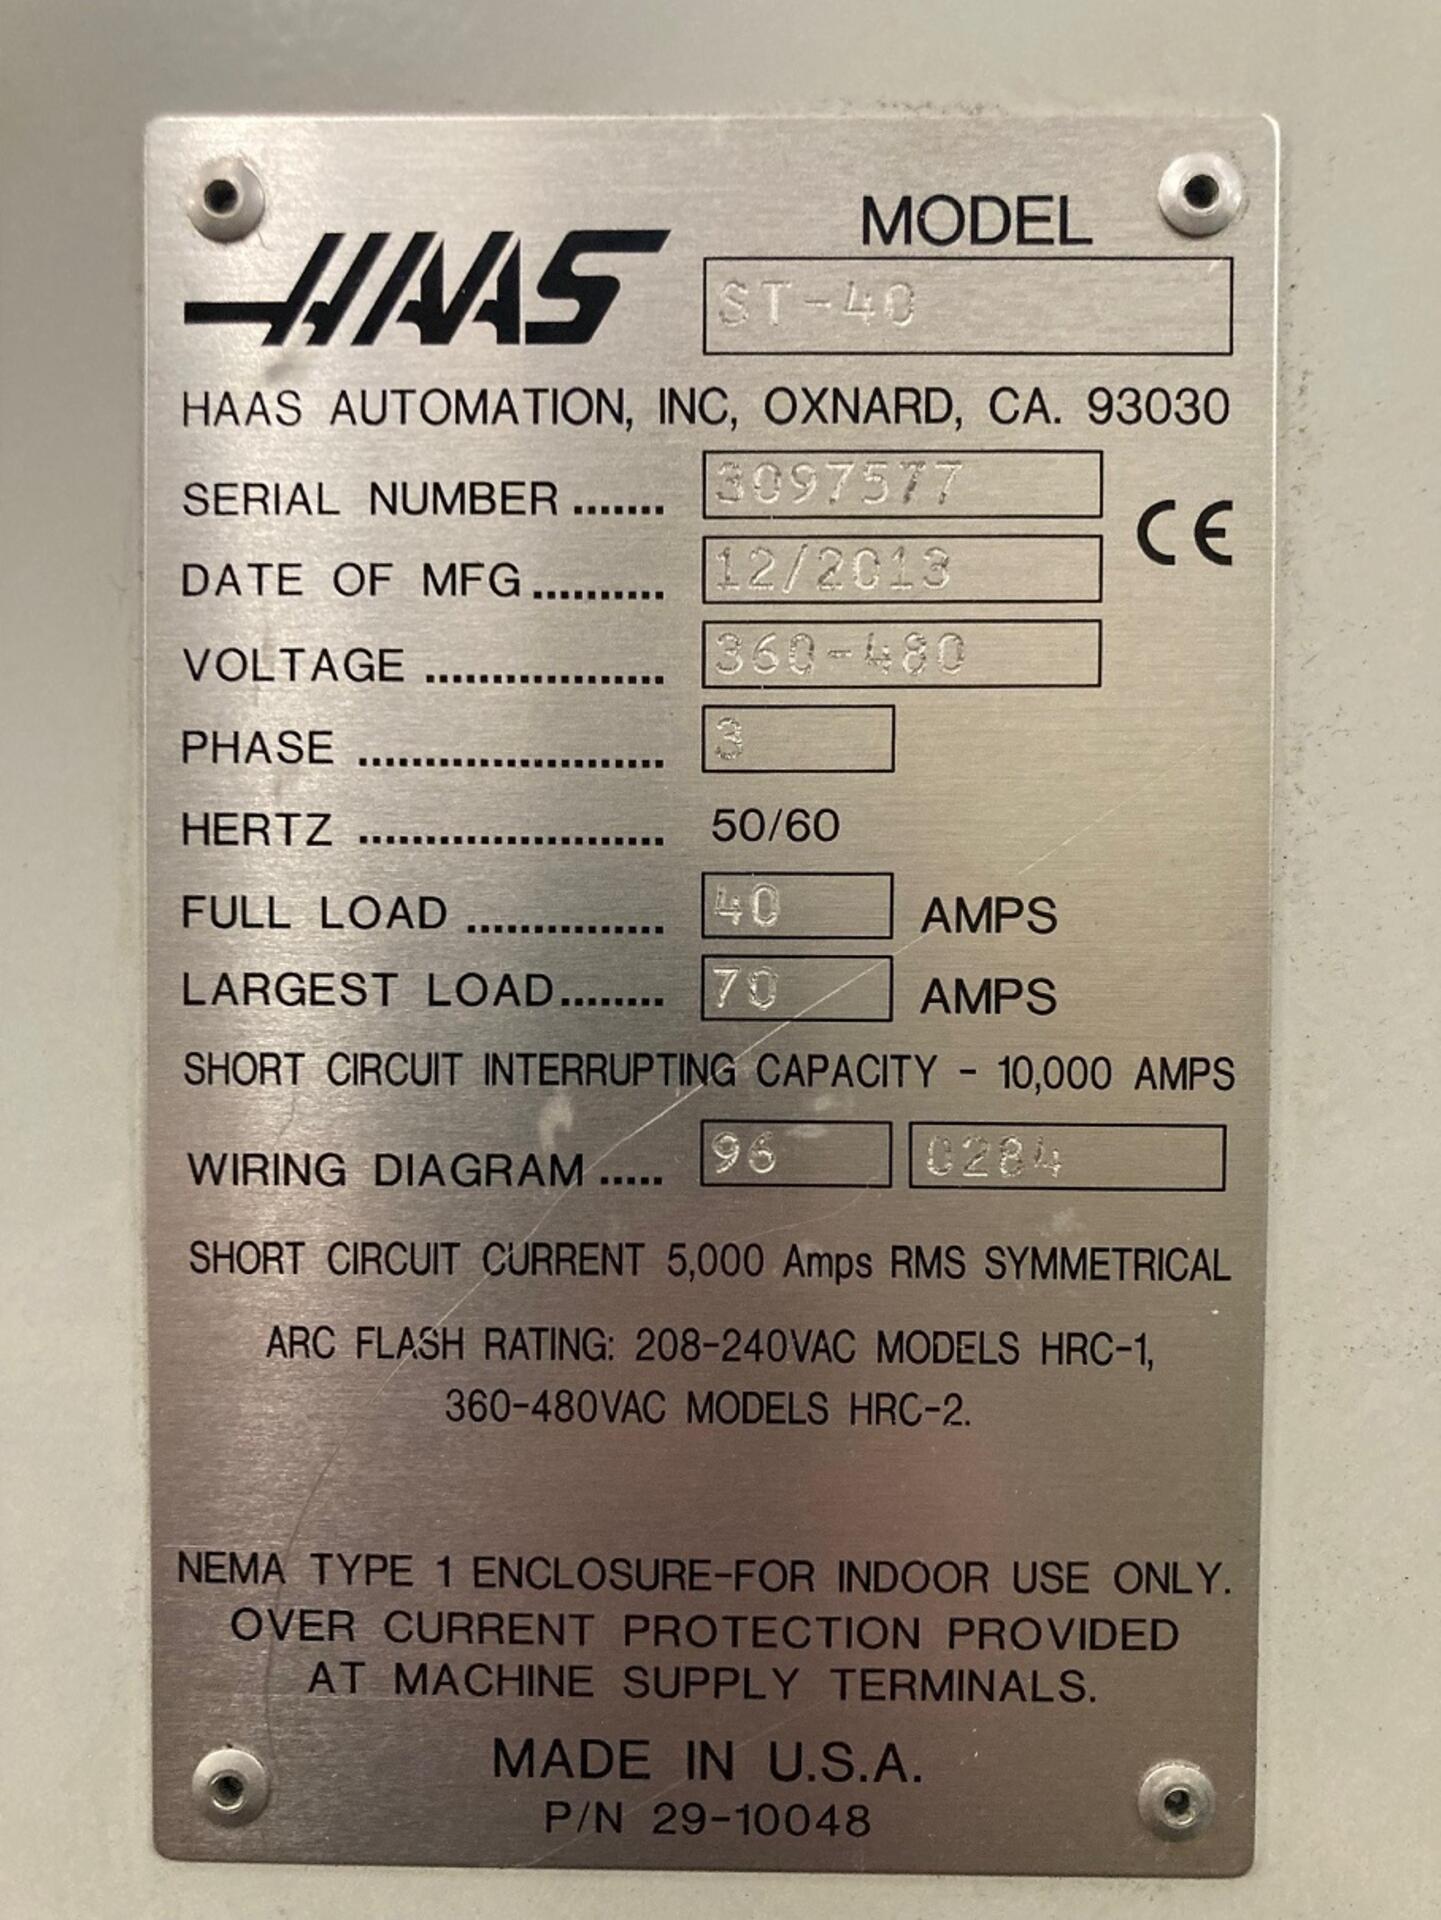 MODEL
HAAS ST-40
HAAS AUTOMATION, INC, OXNARD, CA. 93030
SERIAL NUMBER ....... 3097577
CE
DATE OF MFG .......... 12/2013
VOLTAGE .................. 360-480
PHASE ....................... 3
HERTZ ....................... 50/60
FULL LOAD ............... 40 AMPS
LARGEST LOAD........ 70 AMPS
SHORT CIRCUIT INTERRUPTING CAPACITY - 10,000 AMPS
WIRING DIAGRAM ..... 96 0284
SHORT CIRCUIT CURRENT 5,000 Amps RMS SYMMETRICAL
ARC FLASH RATING: 208-240VAC MODELS HRC-1,
360-480VAC MODELS HRC-2.
NEMA TYPE 1 ENCLOSURE-FOR INDOOR USE ONLY.
OVER CURRENT PROTECTION PROVIDED
AT MACHINE SUPPLY TERMINALS.
MADE IN U.S.A.
P/N 29-10048